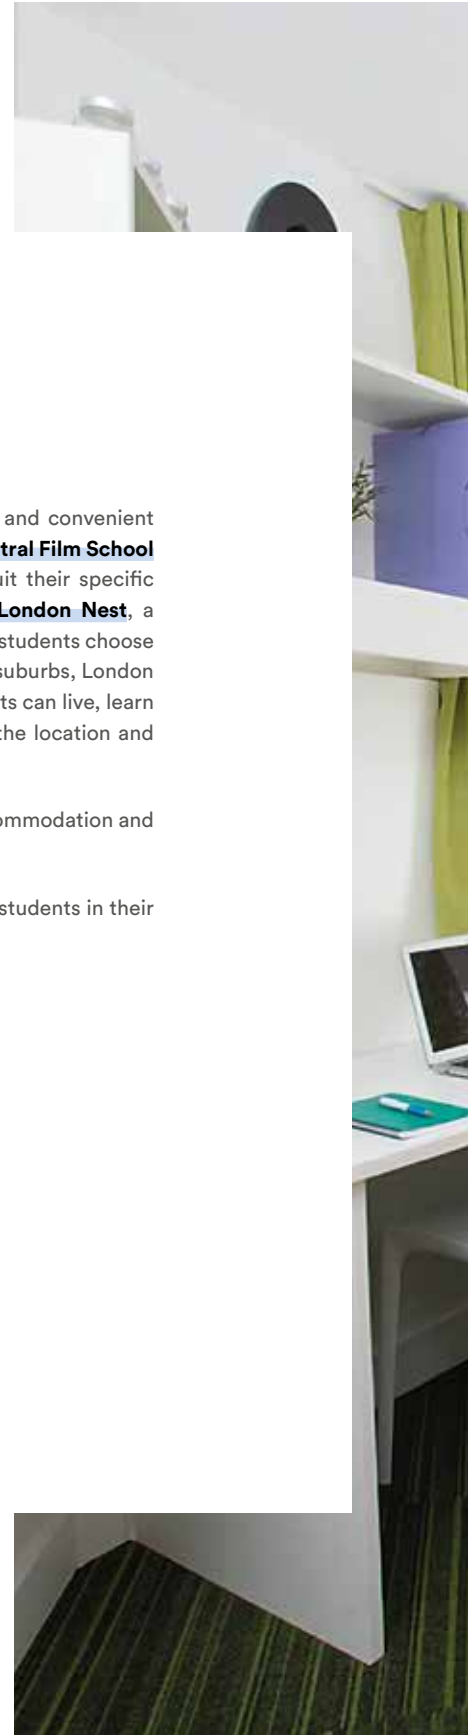 and convenient
tral Film School
uit their specific
London Nest, a
students choose
suburbs, London
ts can live, learn
the location and
ommodation and
students in their